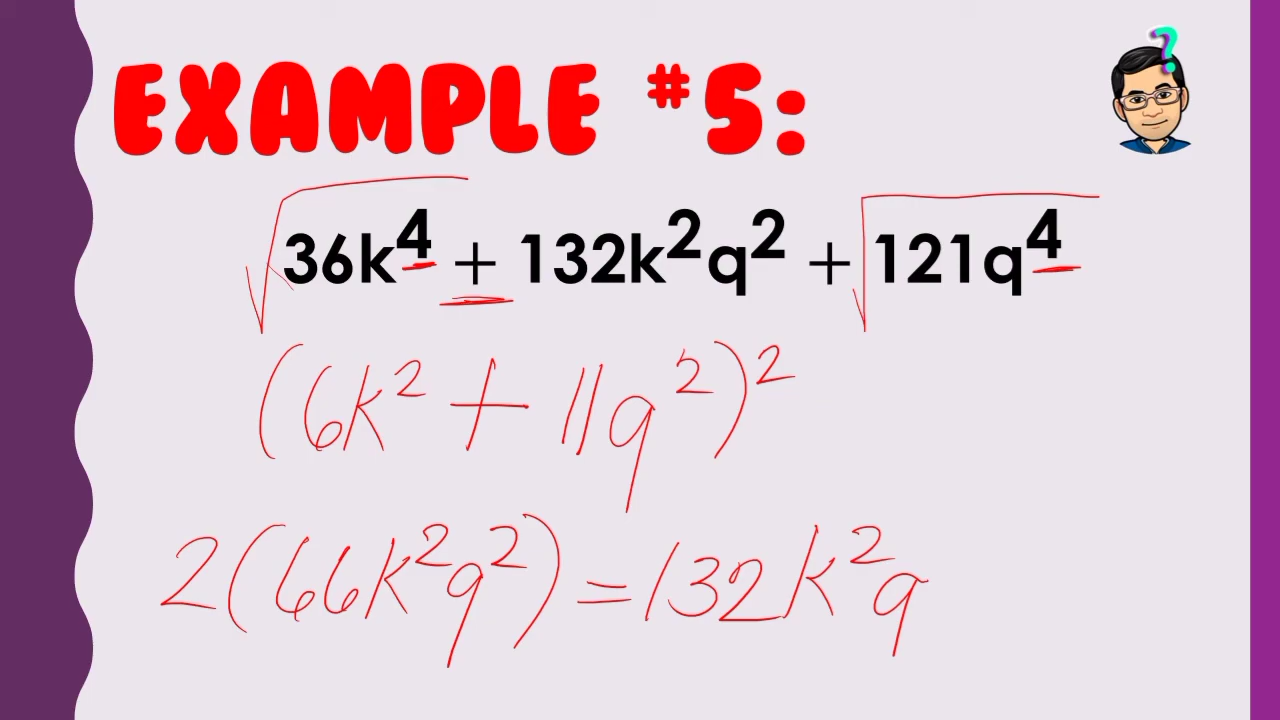 EXAMPLE #5:
√36k⁴ + 132k²q² + √121q⁴
(6k² + 11q²)²
2(66k²q²) = 132k²q